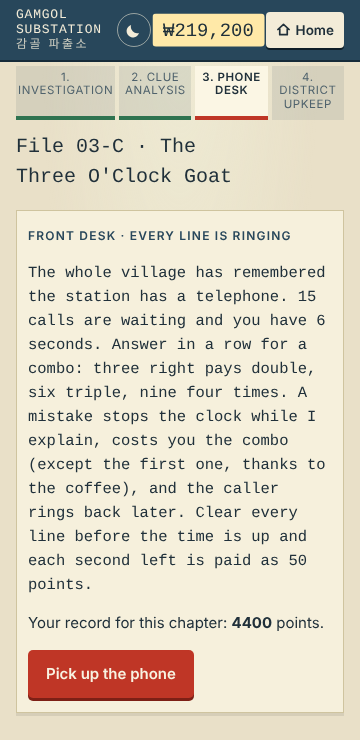 GAMGOL
SUBSTATION
감골 파출소
₩219,200
Home
1.
INVESTIGATION
2. CLUE
ANALYSIS
3. PHONE
DESK
4.
DISTRICT
UPKEEP
File 03-C · The
Three O'Clock Goat
FRONT DESK · EVERY LINE IS RINGING
The whole village has remembered
the station has a telephone. 15
calls are waiting and you have 6
seconds. Answer in a row for a
combo: three right pays double,
six triple, nine four times. A
mistake stops the clock while I
explain, costs you the combo
(except the first one, thanks to
the coffee), and the caller
rings back later. Clear every
line before the time is up and
each second left is paid as 50
points.
Your record for this chapter: 4400 points.
Pick up the phone